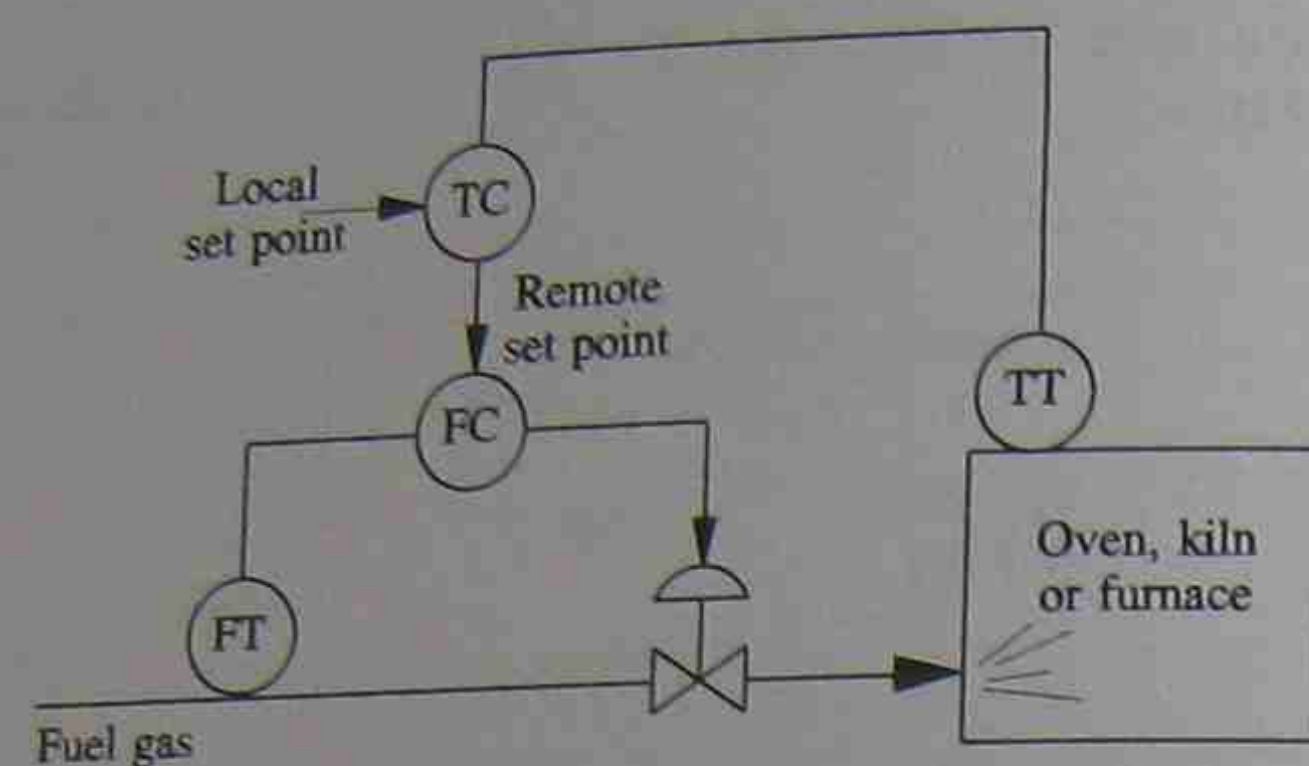 Local
set point
TC
Remote
set point
FC
TT
Oven, kiln
or furnace
FT
Fuel gas